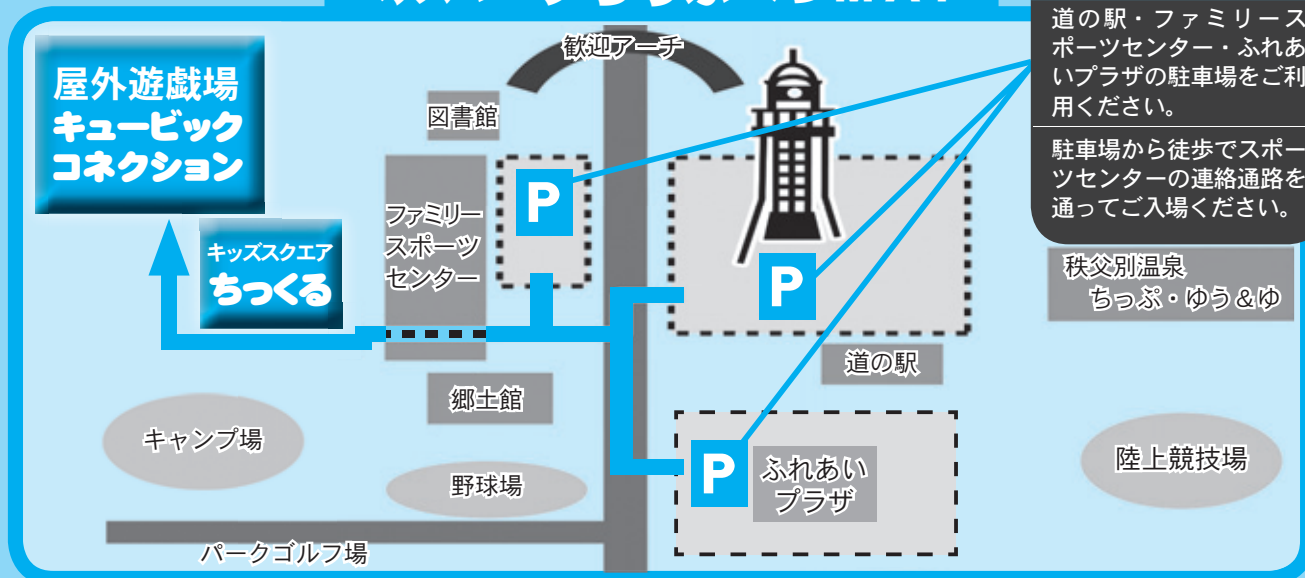 歓迎アーチ
道の駅・ファミリース
ポーツセンター・ふれあ
いプラザの駐車場をご利
用ください。
駐車場から徒歩でスポー
ツセンターの連絡通路を
通ってご入場ください。
屋外遊戯場
キュービック
コネクション
図書館
P
ファミリー
スポーツ
センター
キッズスクエア
ちっくる
P
秩父別温泉
ちっぷ・ゆう&ゆ
道の駅
郷土館
キャンプ場
野球場
P
ふれあい
プラザ
陸上競技場
パークゴルフ場